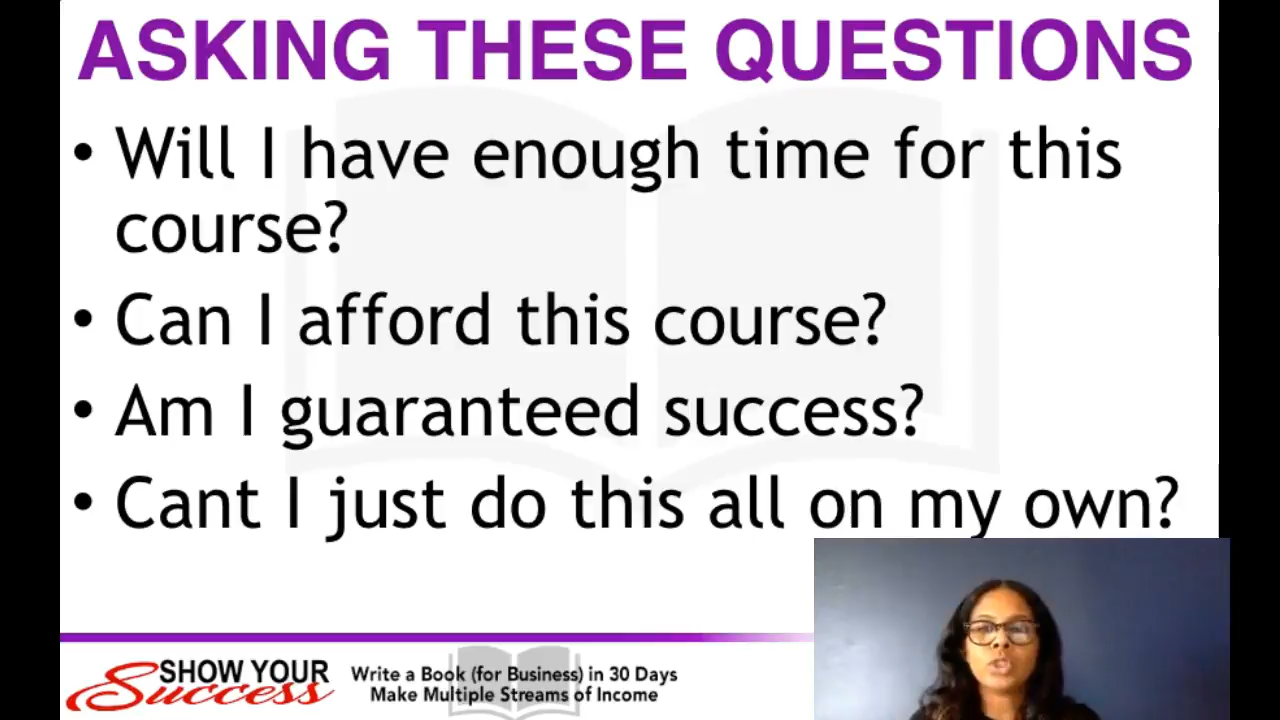 ASKING THESE QUESTIONS
• Will I have enough time for this
course?
• Can I afford this course?
• Am I guaranteed success?
• Cant I just do this all on my own?
SHOW YOUR
Success
Write a Book (for Business) in 30 Days
Make Multiple Streams of Income